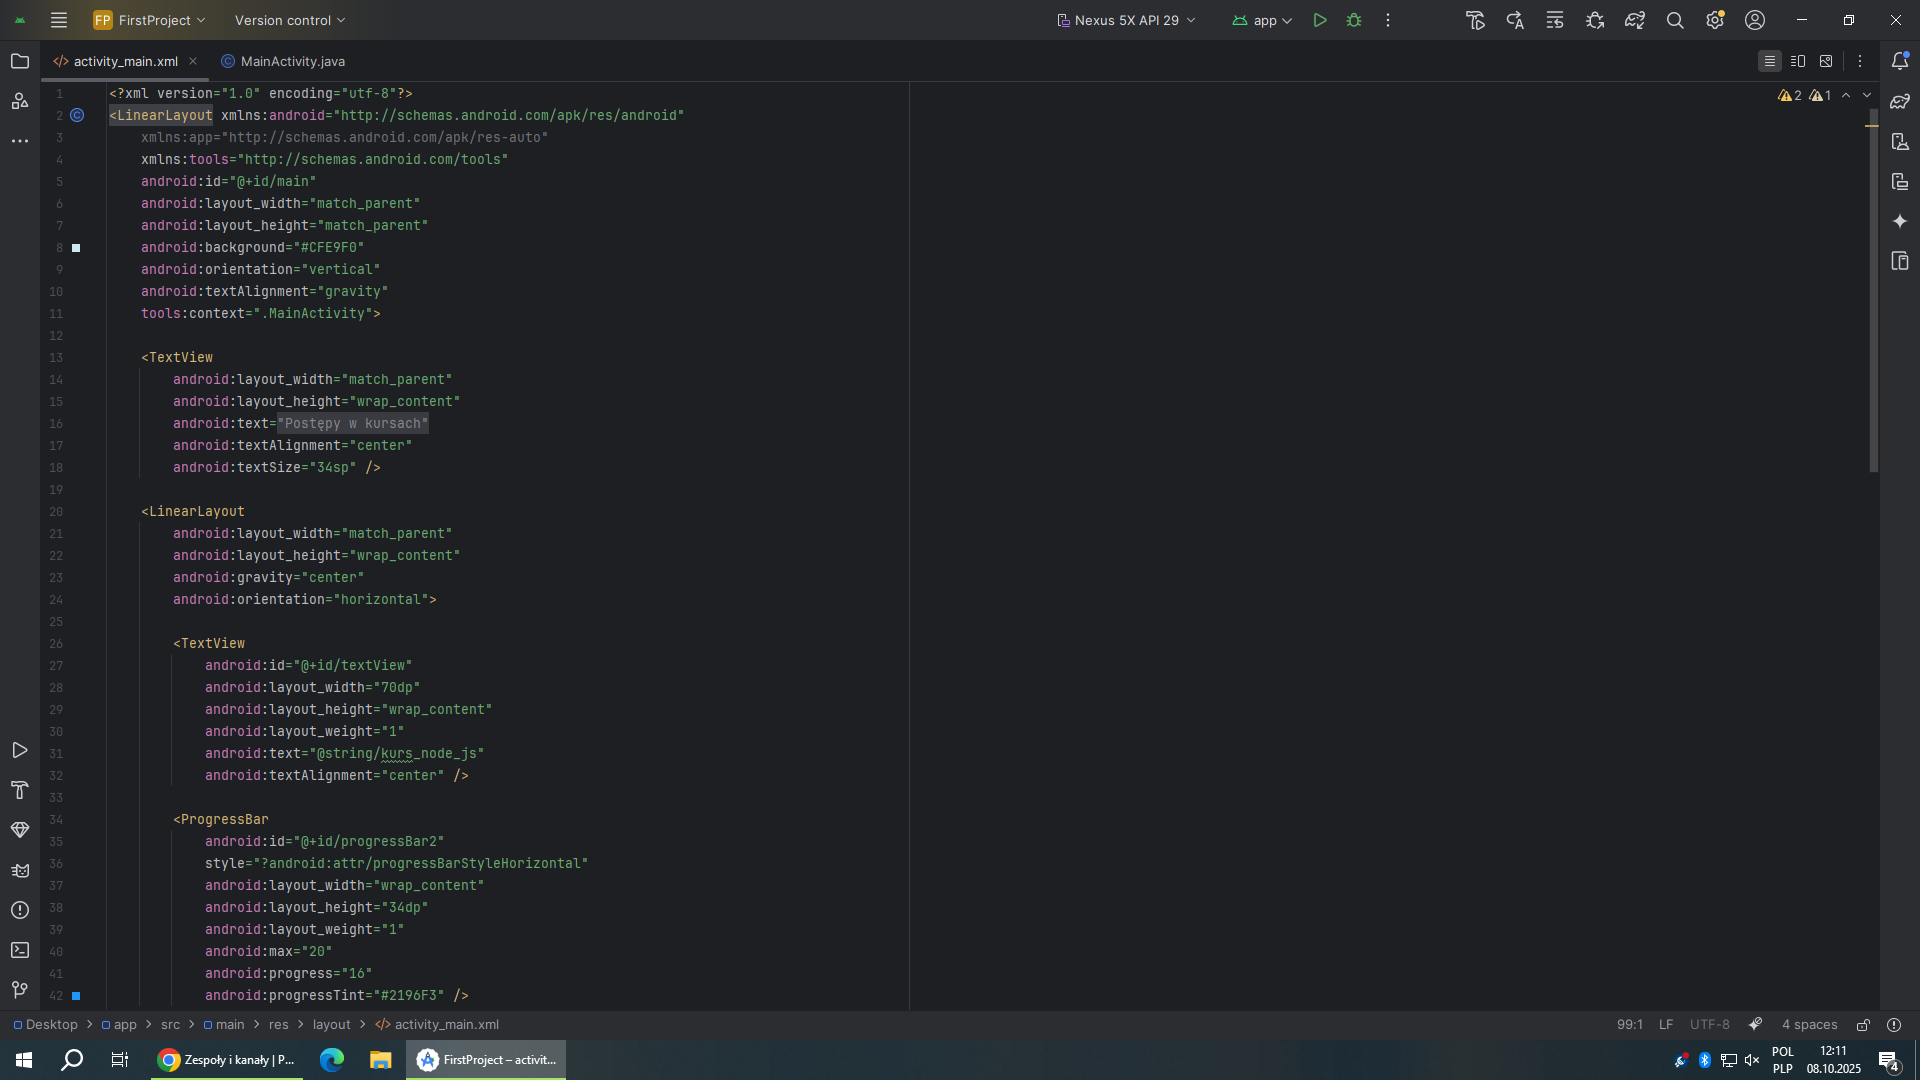 FP FirstProject Version control Nexus 5X API 29 app
activity_main.xml MainActivity.java
2 1
1 <?xml version="1.0" encoding="utf-8"?>
2 <LinearLayout xmlns:android="http://schemas.android.com/apk/res/android"
3 xmlns:app="http://schemas.android.com/apk/res-auto"
4 xmlns:tools="http://schemas.android.com/tools"
5 android:id="@+id/main"
6 android:layout_width="match_parent"
7 android:layout_height="match_parent"
8 android:background="#CFE9F0"
9 android:orientation="vertical"
10 android:textAlignment="gravity"
11 tools:context=".MainActivity">
12
13 <TextView
14 android:layout_width="match_parent"
15 android:layout_height="wrap_content"
16 android:text="Postępy w kursach"
17 android:textAlignment="center"
18 android:textSize="34sp" />
19
20 <LinearLayout
21 android:layout_width="match_parent"
22 android:layout_height="wrap_content"
23 android:gravity="center"
24 android:orientation="horizontal">
25
26 <TextView
27 android:id="@+id/textView"
28 android:layout_width="70dp"
29 android:layout_height="wrap_content"
30 android:layout_weight="1"
31 android:text="@string/kurs_node_js"
32 android:textAlignment="center" />
33
34 <ProgressBar
35 android:id="@+id/progressBar2"
36 style="?android:attr/progressBarStyleHorizontal"
37 android:layout_width="wrap_content"
38 android:layout_height="34dp"
39 android:layout_weight="1"
40 android:max="20"
41 android:progress="16"
42 android:progressTint="#2196F3" />
Desktop > app > src > main > res > layout > activity_main.xml 99:1 LF UTF-8 4 spaces
Zespoły i kanały | P... FirstProject – activit... POL 12:11
PLP 08.10.2025 4